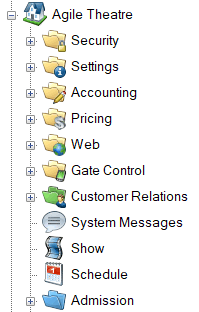 Agile Theatre
Security
Settings
Accounting
Pricing
Web
Gate Control
Customer Relations
System Messages
Show
Schedule
Admission